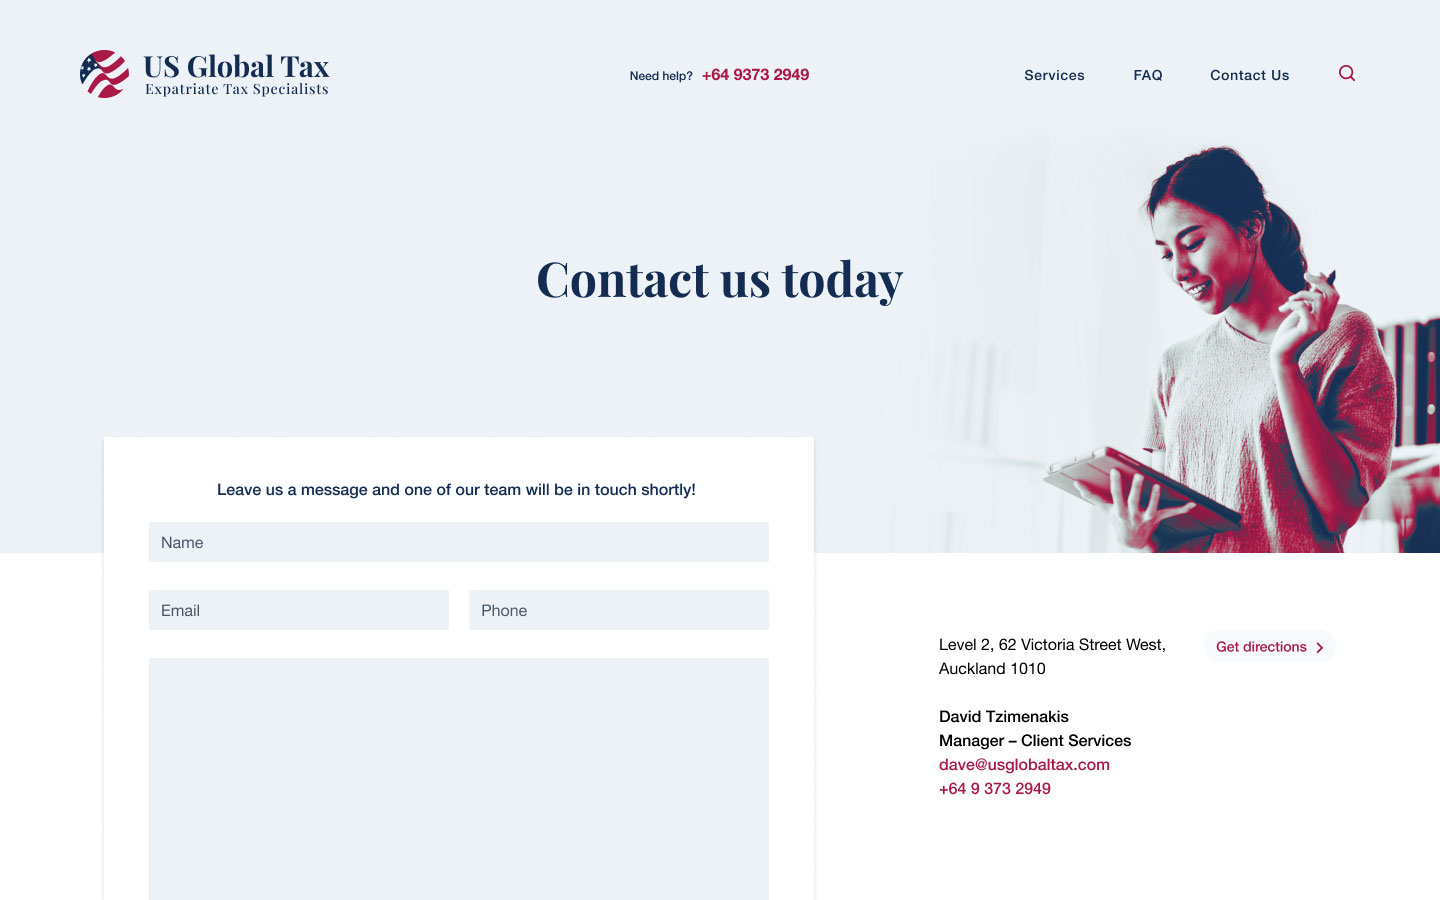 US Global Tax
Expatriate Tax Specialists
Need help? +64 9373 2949
Services
FAQ
Contact Us
Contact us today
Leave us a message and one of our team will be in touch shortly!
Name
Email
Phone
Level 2, 62 Victoria Street West,
Auckland 1010
Get directions
David Tzimenakis
Manager – Client Services
dave@usglobaltax.com
+64 9 373 2949